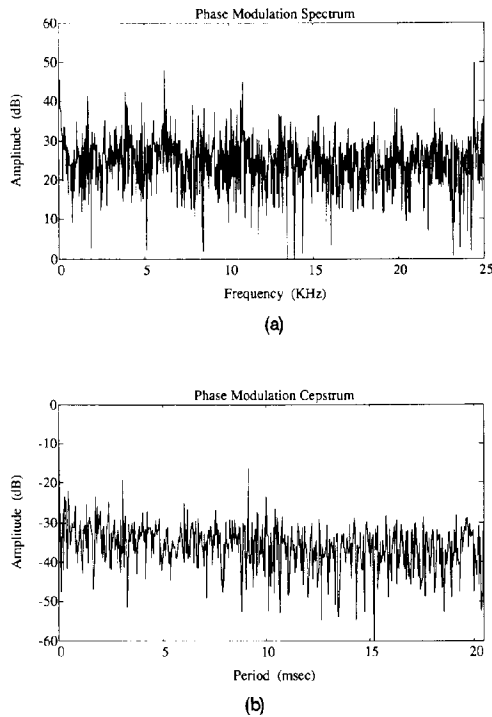 Phase Modulation Spectrum
60
50
40
30
20
10
0
Amplitude (dB)
0 5 10 15 20 25
Frequency (KHz)
(a)
Phase Modulation Cepstrum
0
-10
-20
-30
-40
-50
-60
Amplitude (dB)
0 5 10 15 20
Period (msec)
(b)